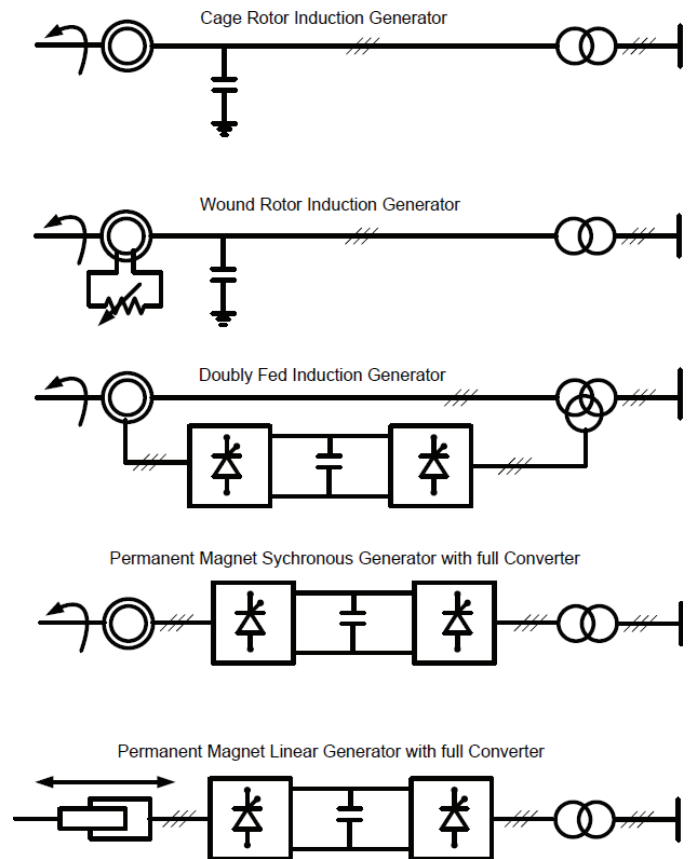 Cage Rotor Induction Generator
Wound Rotor Induction Generator
Doubly Fed Induction Generator
Permanent Magnet Sychronous Generator with full Converter
Permanent Magnet Linear Generator with full Converter